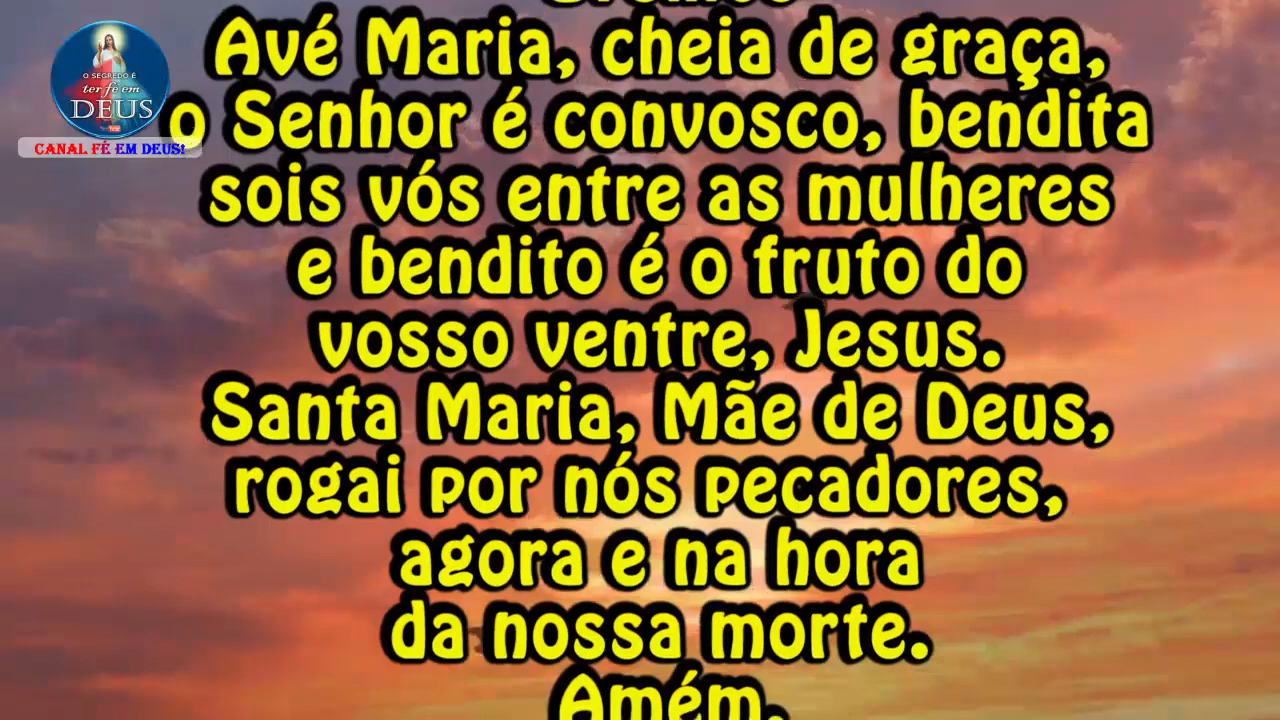 O SEGREDO É
ter fé em
DEUS
CANAL FÉ EM DEUS!
Avé Maria, cheia de graça,
o Senhor é convosco, bendita
sois vós entre as mulheres
e bendito é o fruto do
vosso ventre, Jesus.
Santa Maria, Mãe de Deus,
rogai por nós pecadores,
agora e na hora
da nossa morte.
Amém.